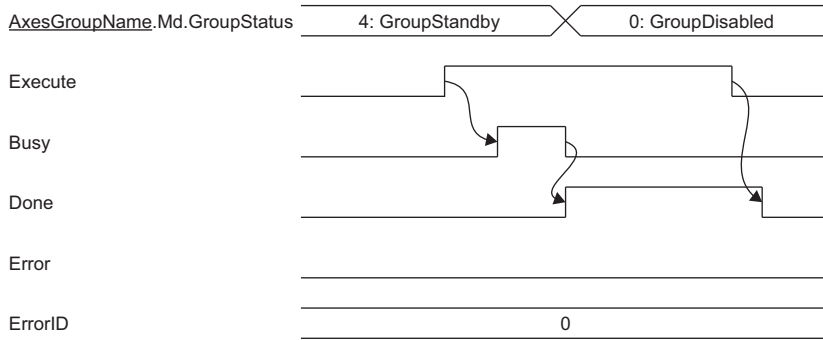 AxesGroupName.Md.GroupStatus 4: GroupStandby 0: GroupDisabled
Execute
Busy
Done
Error
ErrorID 0